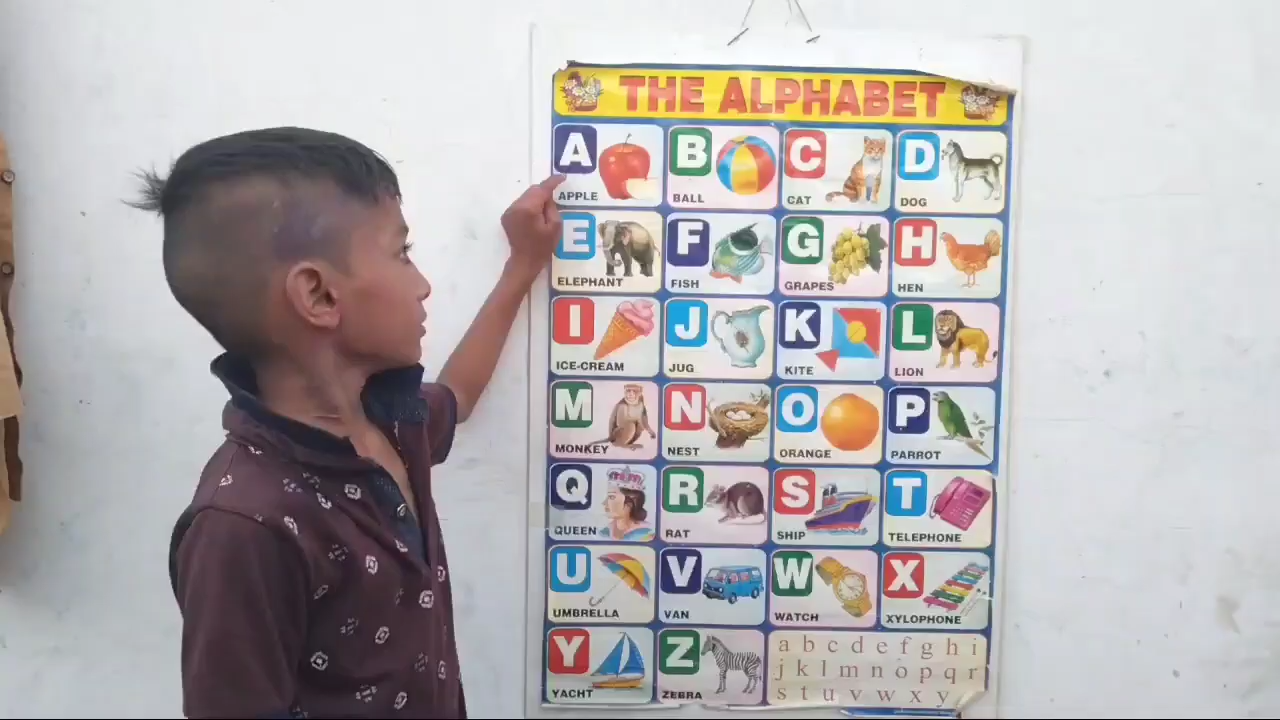 THE ALPHABET
A B C D
APPLE BALL CAT DOG
E F G H
ELEPHANT FISH GRAPES HEN
I J K L
ICE-CREAM JUG KITE LION
M N O P
MONKEY NEST ORANGE PARROT
Q R S T
QUEEN RAT SHIP TELEPHONE
U V W X
UMBRELLA VAN WATCH XYLOPHONE
Y Z
YACHT ZEBRA
a b c d e f g h i
j k l m n o p q r
s t u v w x y